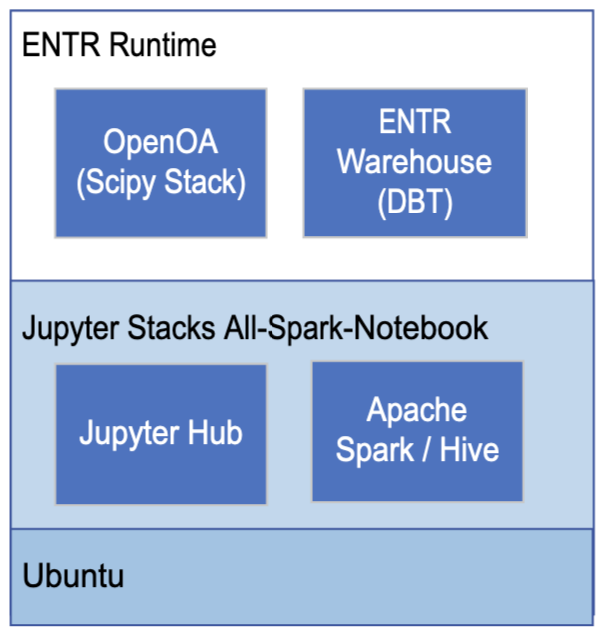 ENTR Runtime
OpenOA
(Scipy Stack)
ENTR
Warehouse
(DBT)
Jupyter Stacks All-Spark-Notebook
Jupyter Hub
Apache
Spark / Hive
Ubuntu